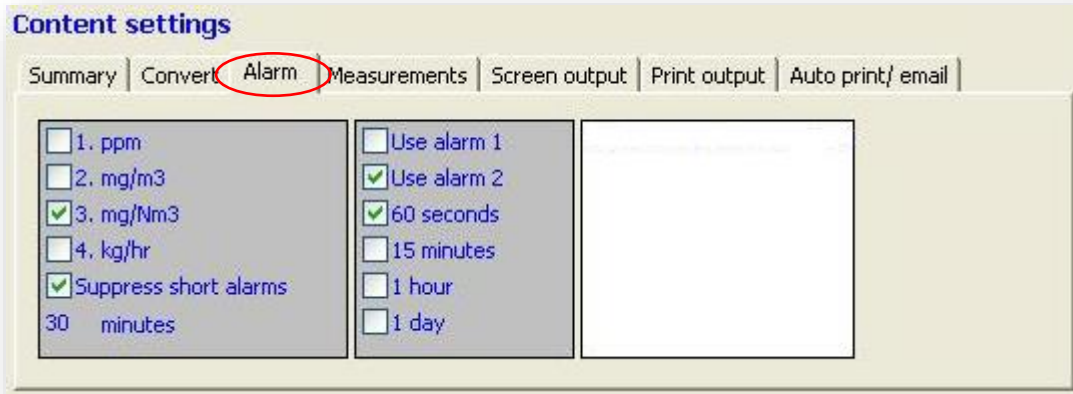 Content settings
Summary Convert Alarm Measurements Screen output Print output Auto print/ email
1. ppm
2. mg/m3
3. mg/Nm3
4. kg/hr
Suppress short alarms
30 minutes
Use alarm 1
Use alarm 2
60 seconds
15 minutes
1 hour
1 day